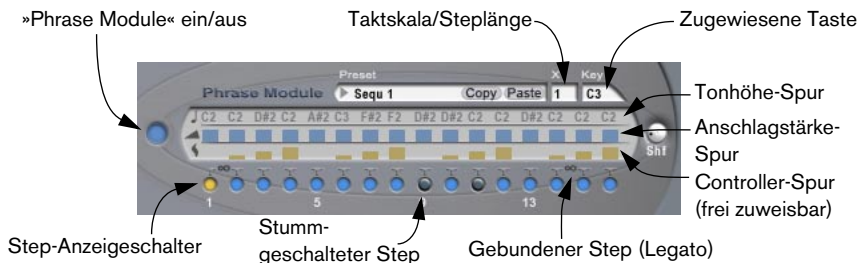 »Phrase Module« ein/aus
Taktskala/Steplänge
Zugewiesene Taste
Preset
X
Key
Phrase Module
Sequ 1
Copy
Paste
1
C3
Tonhöhe-Spur
C2 C2 D#2 C2 A#2 C3 F#2 F2 D#2 D#2 C2 C2 D#2 C2 C2 C2
Anschlagstärke-
Spur
Shf
Controller-Spur
(frei zuweisbar)
1 5 9 13
Step-Anzeigeschalter
Stumm-
geschalteter Step
Gebundener Step (Legato)